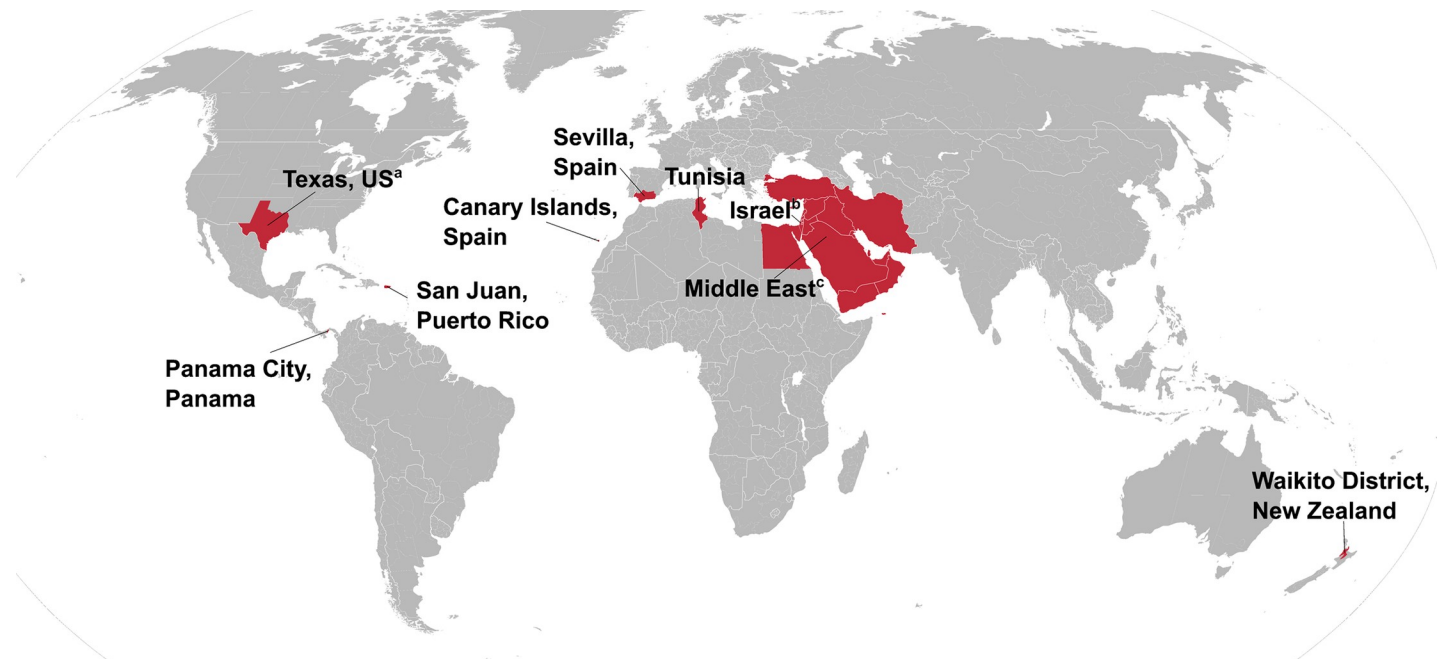 Texas, USᵃ
Sevilla,
Spain
Tunisia
Canary Islands,
Spain
Israelᵇ
Middle Eastᶜ
San Juan,
Puerto Rico
Panama City,
Panama
Waikito District,
New Zealand